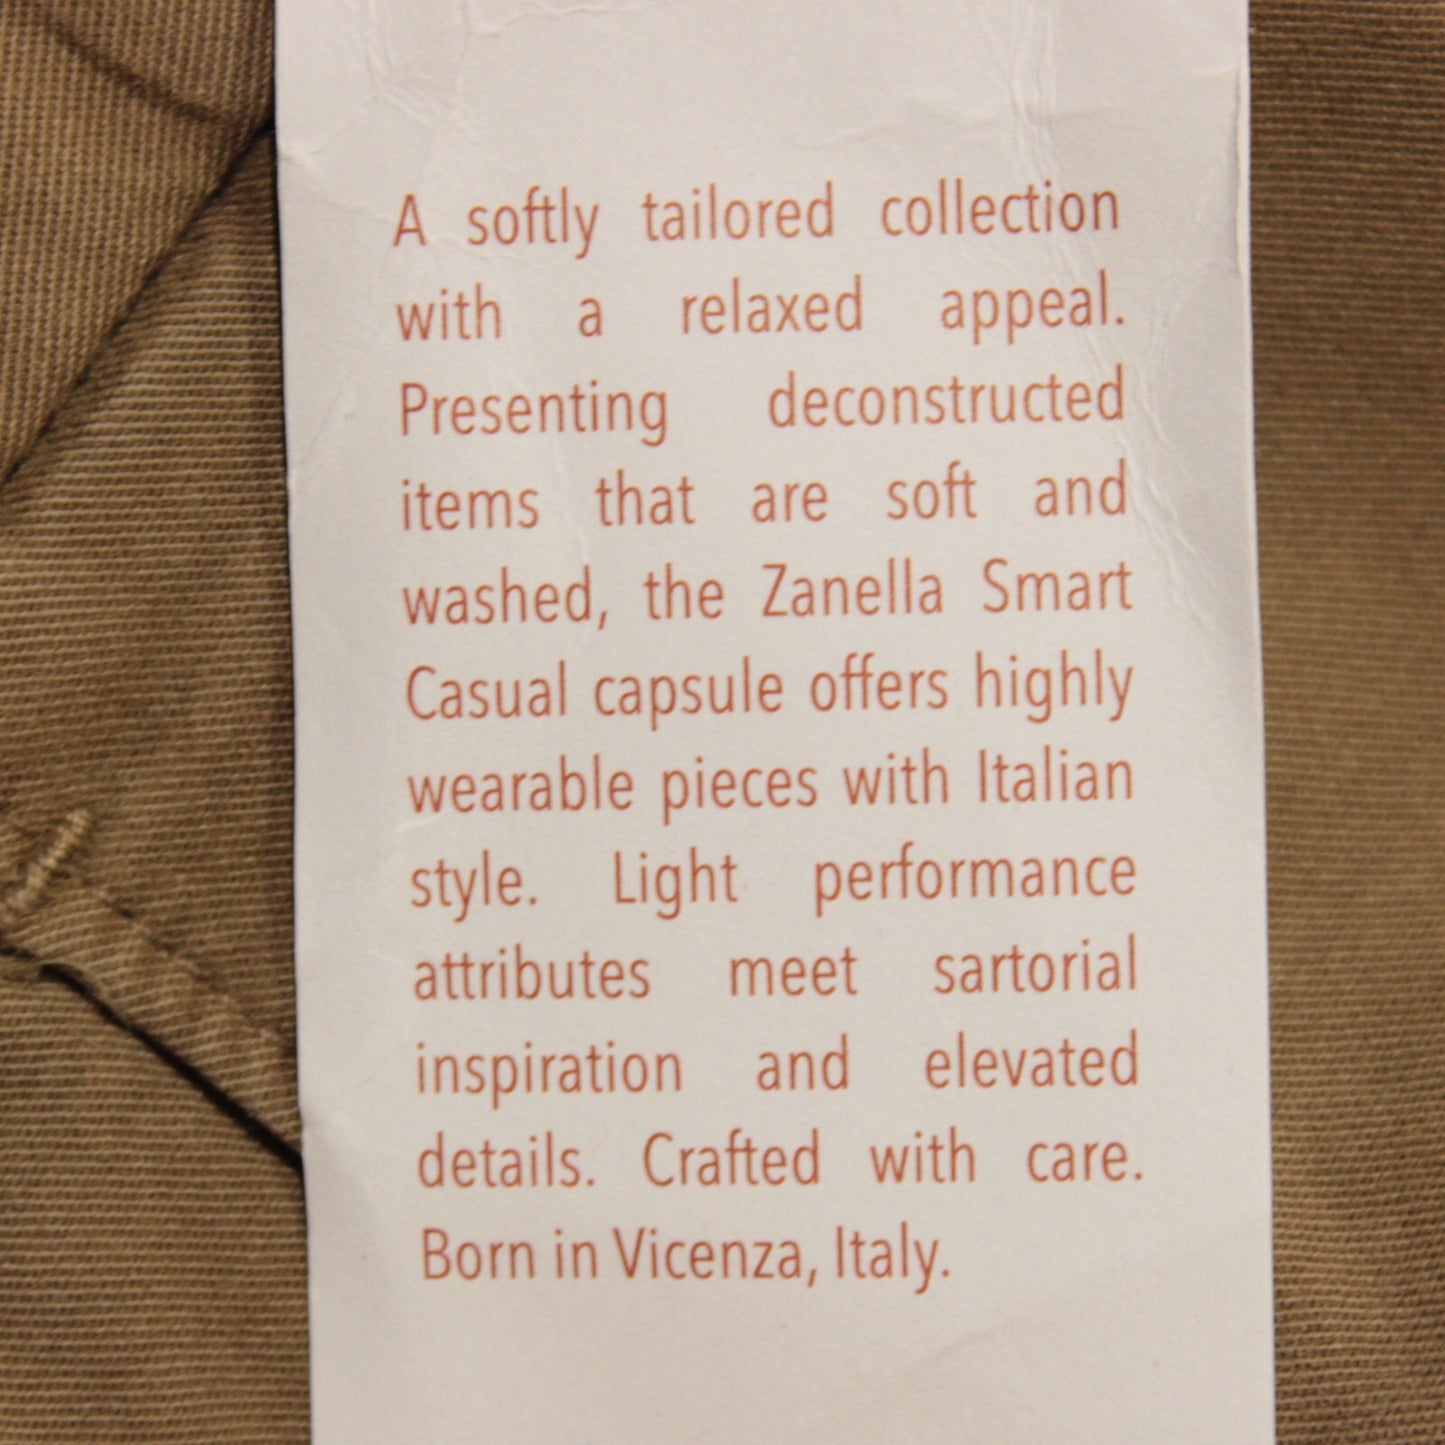 A softly tailored collection
with a relaxed appeal.
Presenting deconstructed
items that are soft and
washed, the Zanella Smart
Casual capsule offers highly
wearable pieces with Italian
style. Light performance
attributes meet sartorial
inspiration and elevated
details. Crafted with care.
Born in Vicenza, Italy.